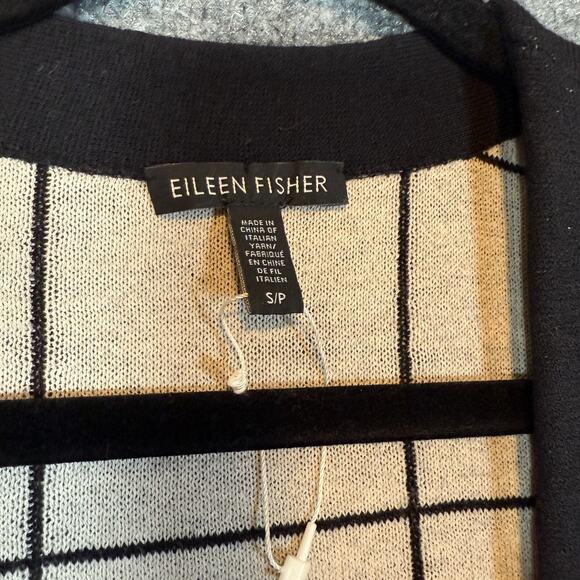 EILEEN FISHER
MADE IN
CHINA OF
ITALIAN
YARN/
FABRIQUÉ
EN CHINE
DE FIL
ITALIEN
S/P